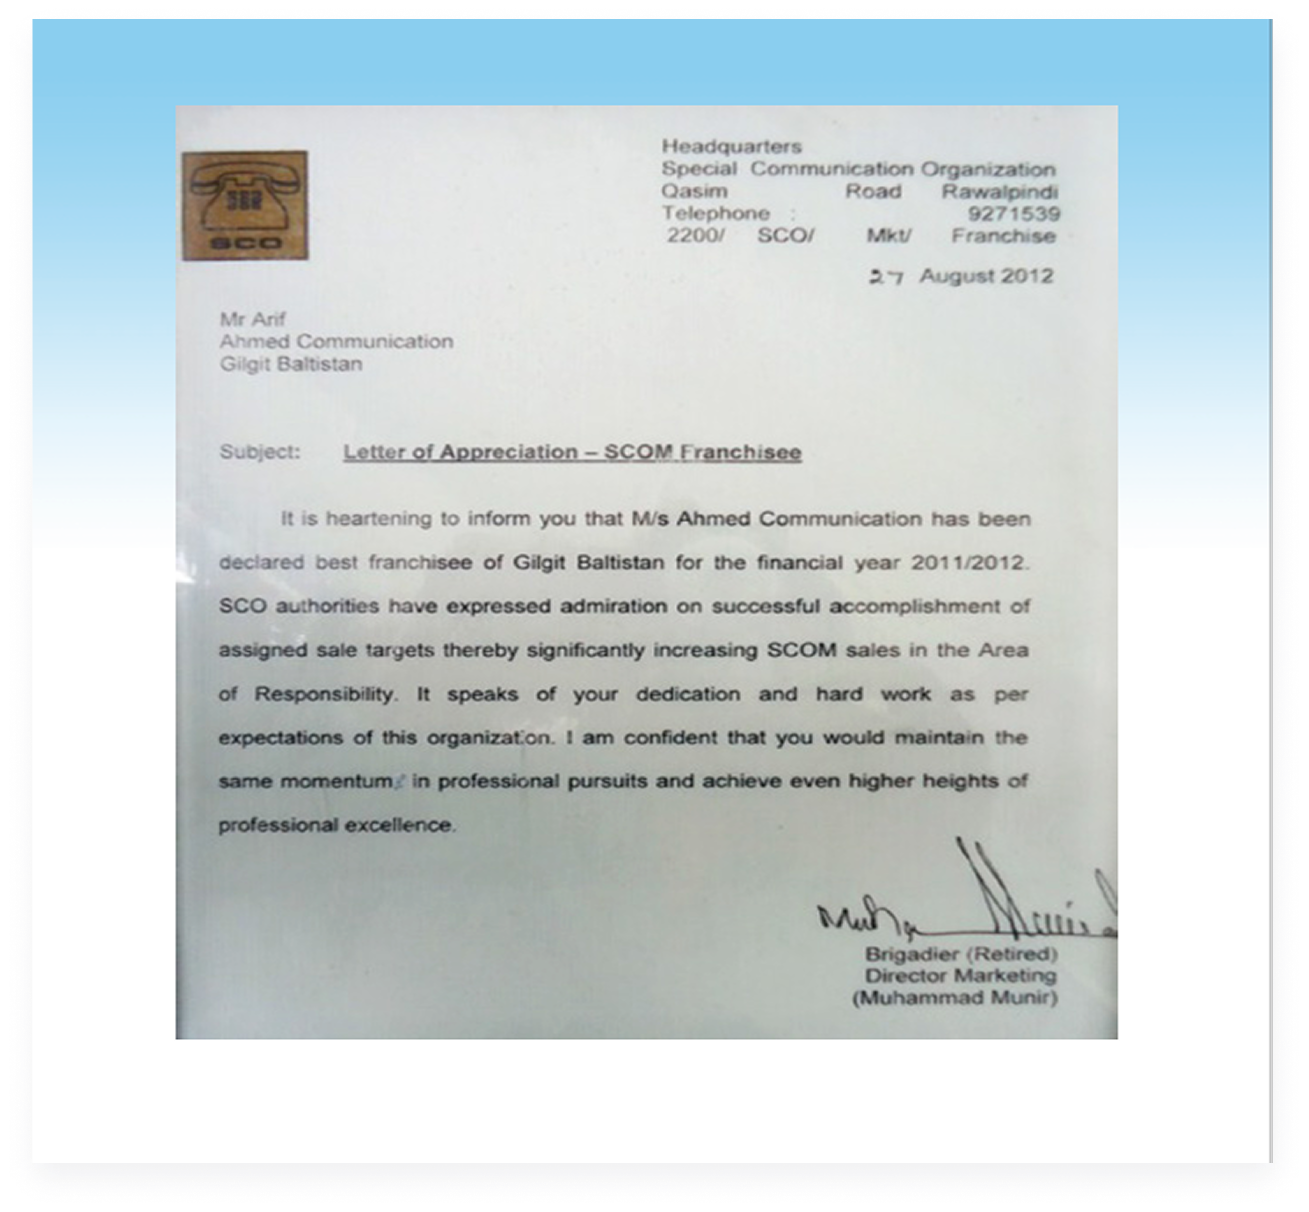 SCO
Headquarters
Special Communication Organization
Qasim Road Rawalpindi
Telephone : 9271539
2200/ SCO/ Mkt/ Franchise
27 August 2012
Mr Arif
Ahmed Communication
Gilgit Baltistan
Subject: Letter of Appreciation – SCOM Franchisee
It is heartening to inform you that M/s Ahmed Communication has been
declared best franchisee of Gilgit Baltistan for the financial year 2011/2012.
SCO authorities have expressed admiration on successful accomplishment of
assigned sale targets thereby significantly increasing SCOM sales in the Area
of Responsibility. It speaks of your dedication and hard work as per
expectations of this organization. I am confident that you would maintain the
same momentum in professional pursuits and achieve even higher heights of
professional excellence.
Brigadier (Retired)
Director Marketing
(Muhammad Munir)